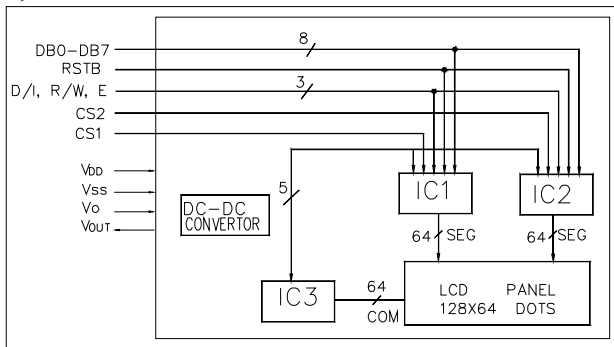 DB0-DB7
8
RSTB
D/I, R/W, E
3
CS2
CS1
VDD
VSS
VO
VOUT
DC-DC
CONVERTOR
5
IC1
IC2
64
SEG
64
SEG
IC3
64
COM
LCD PANEL
128X64 DOTS